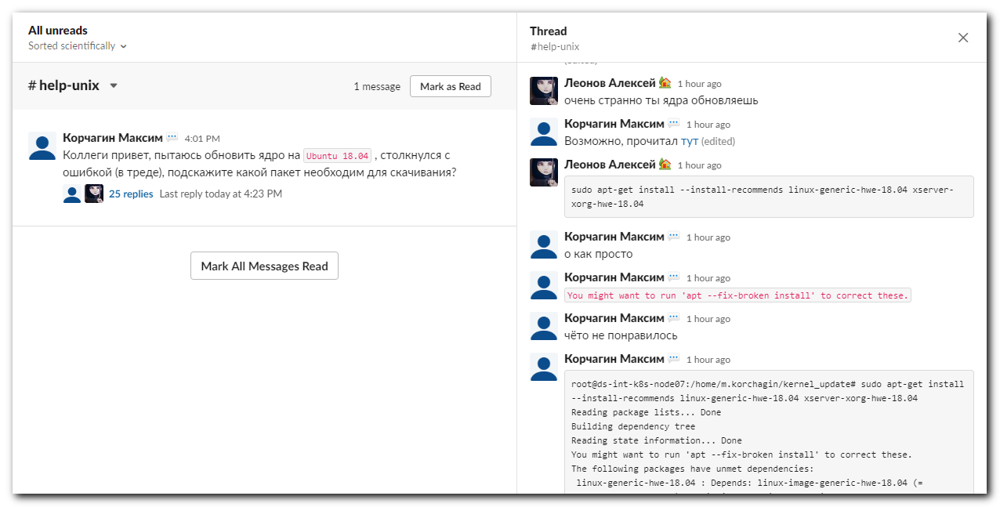 All unreads
Sorted scientifically
# help-unix
1 message
Mark as Read
Корчагин Максим 4:01 PM
Коллеги привет, пытаюсь обновить ядро на Ubuntu 18.04 , столкнулся с
ошибкой (в треде), подскажите какой пакет необходим для скачивания?
25 replies Last reply today at 4:23 PM
Mark All Messages Read
Thread
#help-unix
(edited)
Леонов Алексей 1 hour ago
очень странно ты ядра обновляешь
Корчагин Максим 1 hour ago
Возможно, прочитал тут (edited)
Леонов Алексей 1 hour ago
sudo apt-get install --install-recommends linux-generic-hwe-18.04 xserver-
xorg-hwe-18.04
Корчагин Максим 1 hour ago
о как просто
Корчагин Максим 1 hour ago
You might want to run 'apt --fix-broken install' to correct these.
Корчагин Максим 1 hour ago
чёто не понравилось
Корчагин Максим 1 hour ago
root@ds-int-k8s-node07:/home/m.korchagin/kernel_update# sudo apt-get install
--install-recommends linux-generic-hwe-18.04 xserver-xorg-hwe-18.04
Reading package lists... Done
Building dependency tree
Reading state information... Done
You might want to run 'apt --fix-broken install' to correct these.
The following packages have unmet dependencies:
linux-generic-hwe-18.04 : Depends: linux-image-generic-hwe-18.04 (=